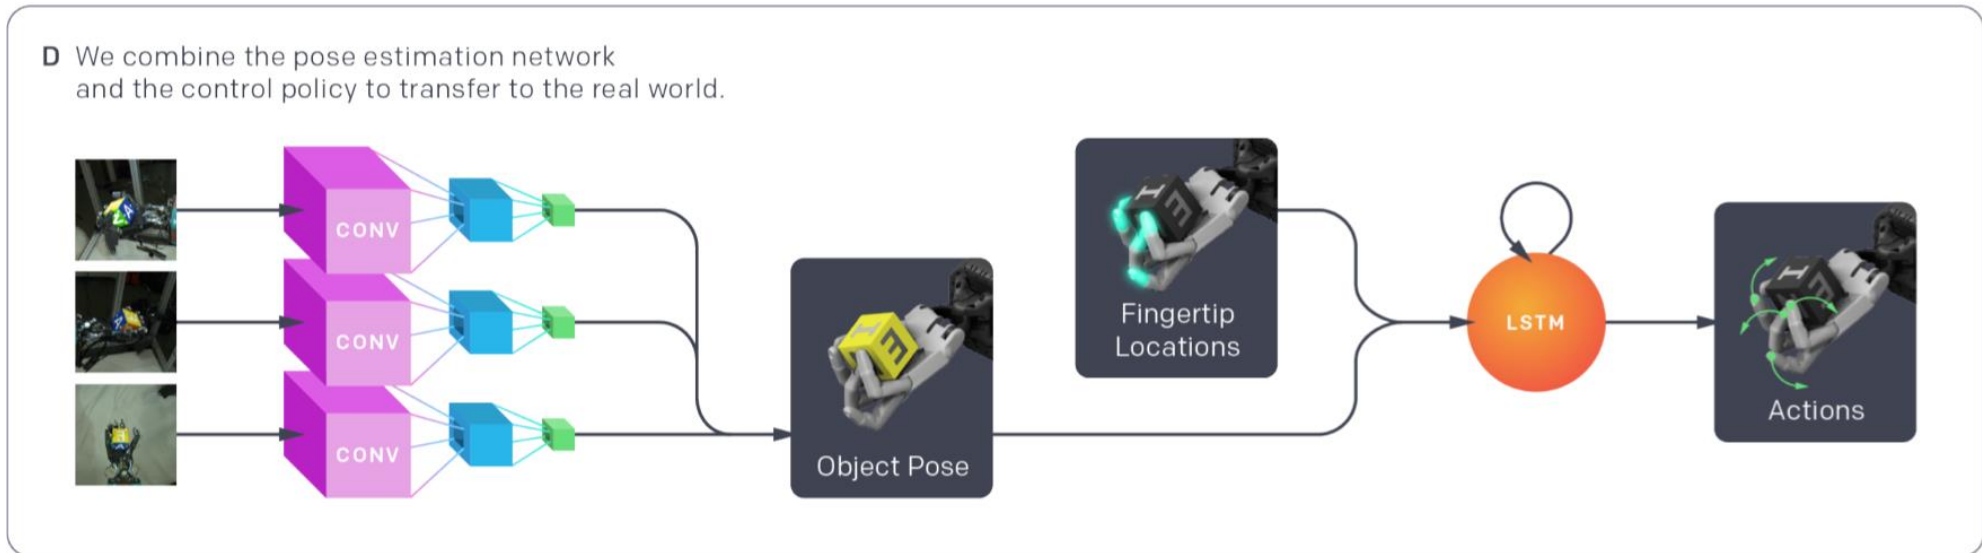 D We combine the pose estimation network
and the control policy to transfer to the real world.
CONV
CONV
CONV
Object Pose
Fingertip
Locations
LSTM
Actions